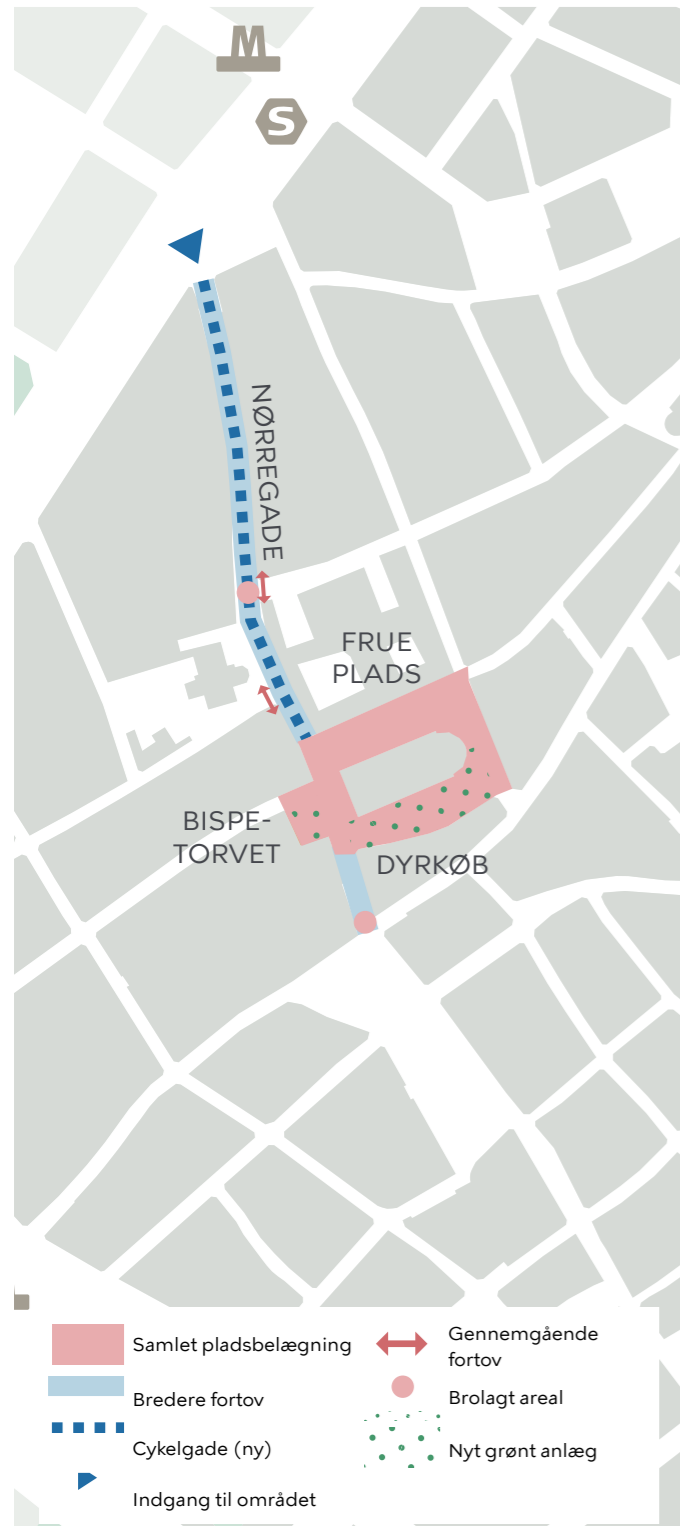 M
S
NØRREGADE
FRUE
PLADS
BISPE-
TORVET
DYRKØB
Samlet pladsbelægning
Bredere fortov
Cykelgade (ny)
Indgang til området
Gennemgående
fortov
Brolagt areal
Nyt grønt anlæg